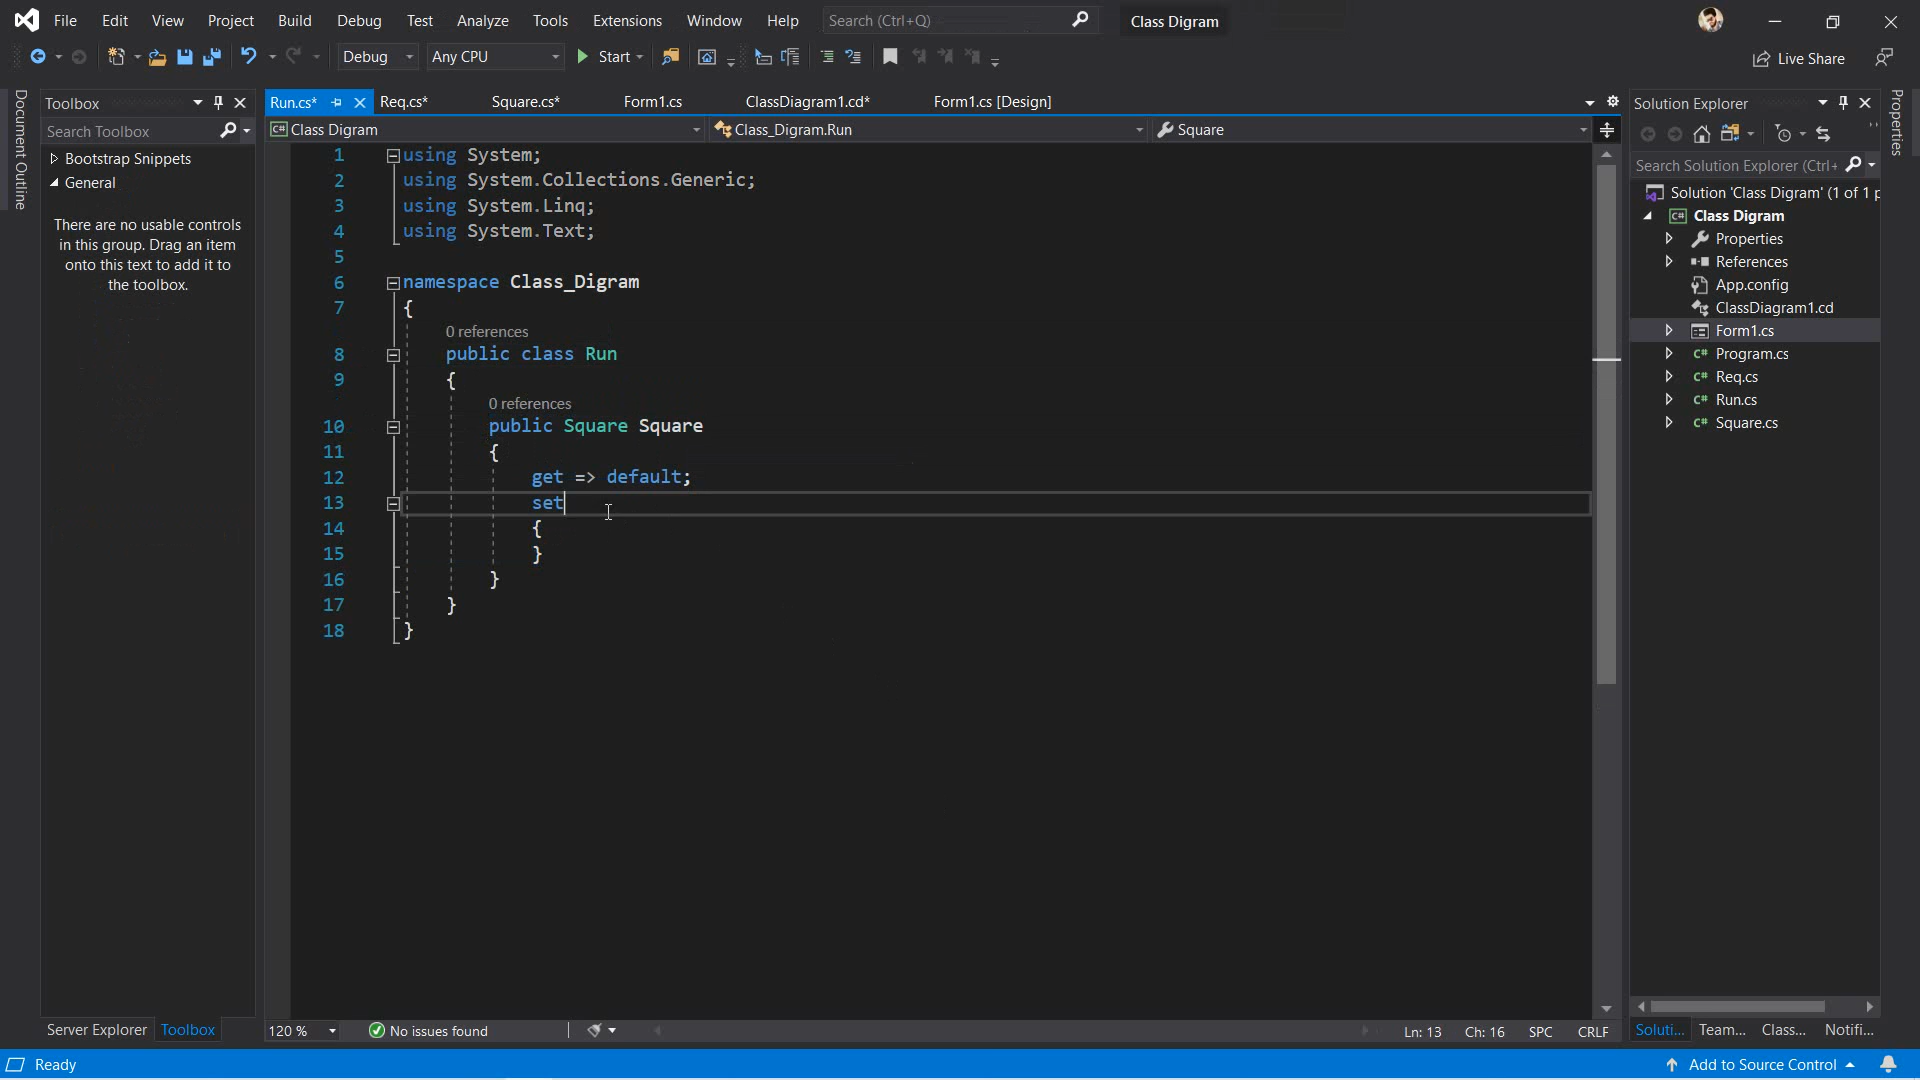 File Edit View Project Build Debug Test Analyze Tools Extensions Window Help Search (Ctrl+Q) Class Digram
Debug Any CPU Start Live Share
Document Outline
Toolbox
Search Toolbox
Bootstrap Snippets
General
There are no usable controls
in this group. Drag an item
onto this text to add it to
the toolbox.
Server Explorer Toolbox
Run.cs* Req.cs* Square.cs* Form1.cs ClassDiagram1.cd* Form1.cs [Design]
Class Digram Class_Digram.Run Square
1 using System;
2 using System.Collections.Generic;
3 using System.Linq;
4 using System.Text;
5
6 namespace Class_Digram
7 {
0 references
8 public class Run
9 {
0 references
10 public Square Square
11 {
12 get => default;
13 set
14 {
15 }
16 }
17 }
18 }
120 % No issues found Ln: 13 Ch: 16 SPC CRLF
Solution Explorer
Search Solution Explorer (Ctrl+
Solution 'Class Digram' (1 of 1 p
C# Class Digram
Properties
References
App.config
ClassDiagram1.cd
Form1.cs
C# Program.cs
C# Req.cs
C# Run.cs
C# Square.cs
Soluti... Team... Class... Notifi...
Properties
Ready Add to Source Control